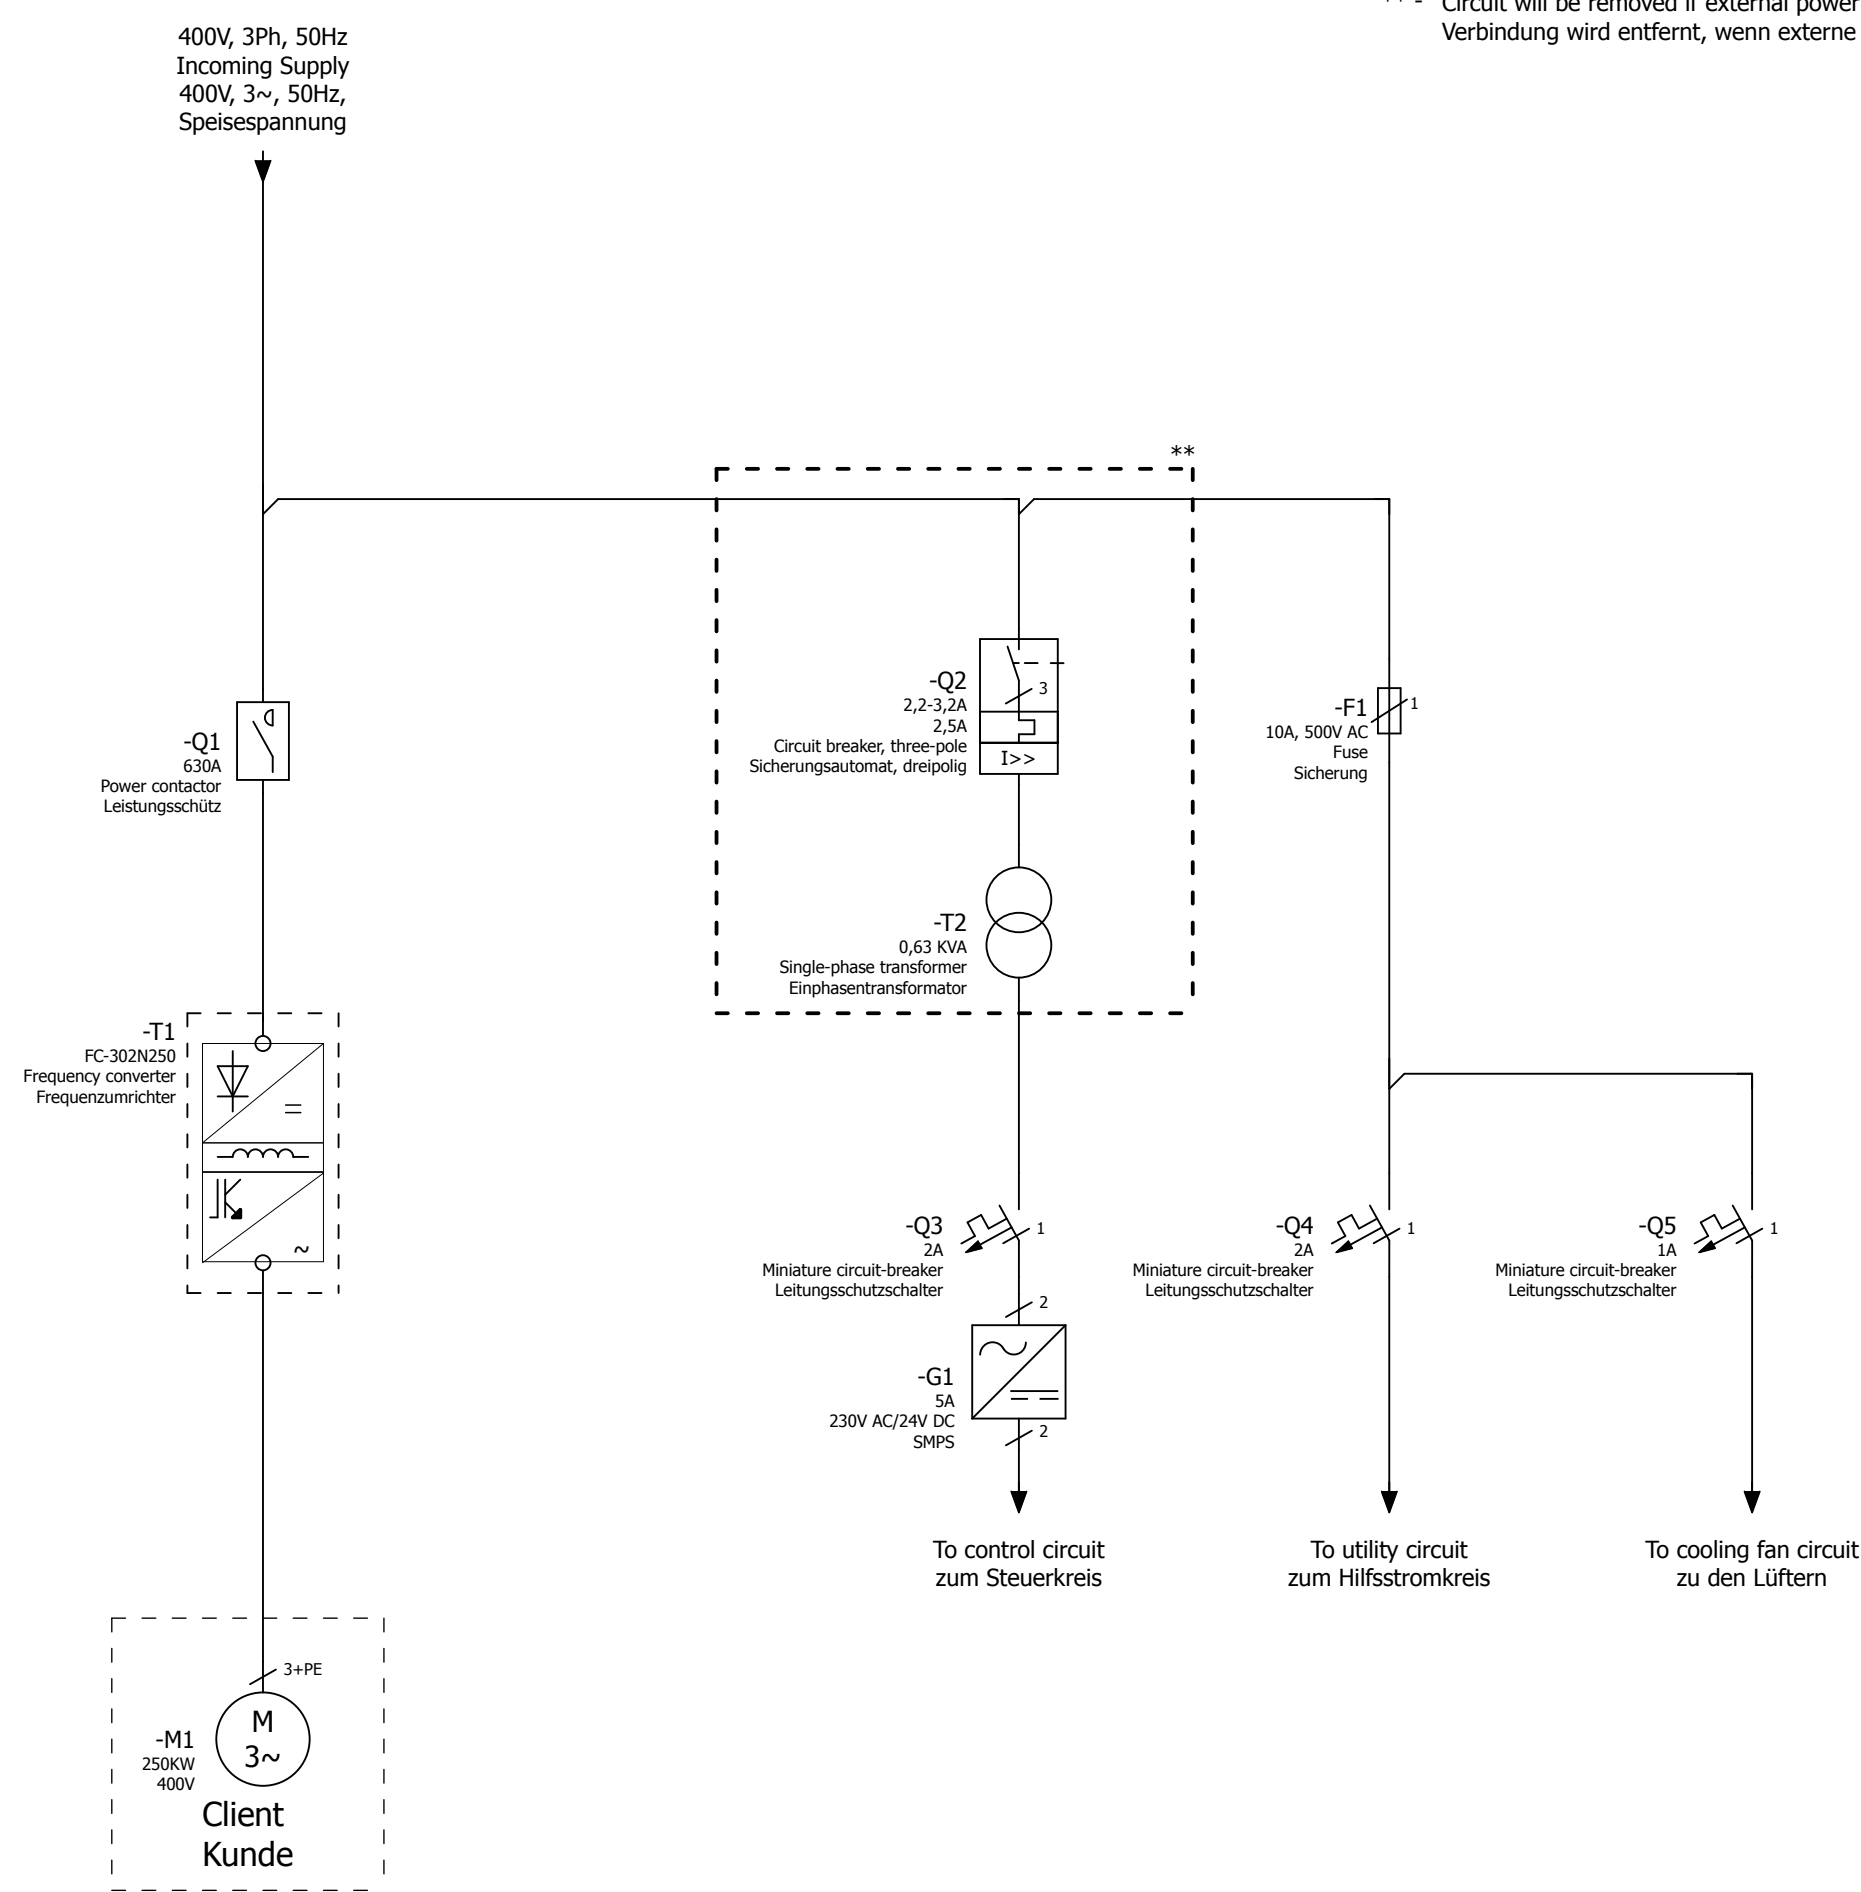 ** - Circuit will be removed if external power
Verbindung wird entfernt, wenn externe
400V, 3Ph, 50Hz
Incoming Supply
400V, 3~, 50Hz,
Speisespannung
**
-Q1
630A
Power contactor
Leistungsschütz
-Q2
2,2-3,2A
2,5A
Circuit breaker, three-pole
Sicherungsautomat, dreipolig
3
I>>
-F1
10A, 500V AC
Fuse
Sicherung
1
-T2
0,63 KVA
Single-phase transformer
Einphasentransformator
-T1
FC-302N250
Frequency converter
Frequenzumrichter
=
~
-Q3
2A
Miniature circuit-breaker
Leitungsschutzschalter
1
-Q4
2A
Miniature circuit-breaker
Leitungsschutzschalter
1
-Q5
1A
Miniature circuit-breaker
Leitungsschutzschalter
1
2
-G1
5A
230V AC/24V DC
SMPS
2
To control circuit
zum Steuerkreis
To utility circuit
zum Hilfsstromkreis
To cooling fan circuit
zu den Lüftern
3+PE
M
3~
-M1
250KW
400V
Client
Kunde